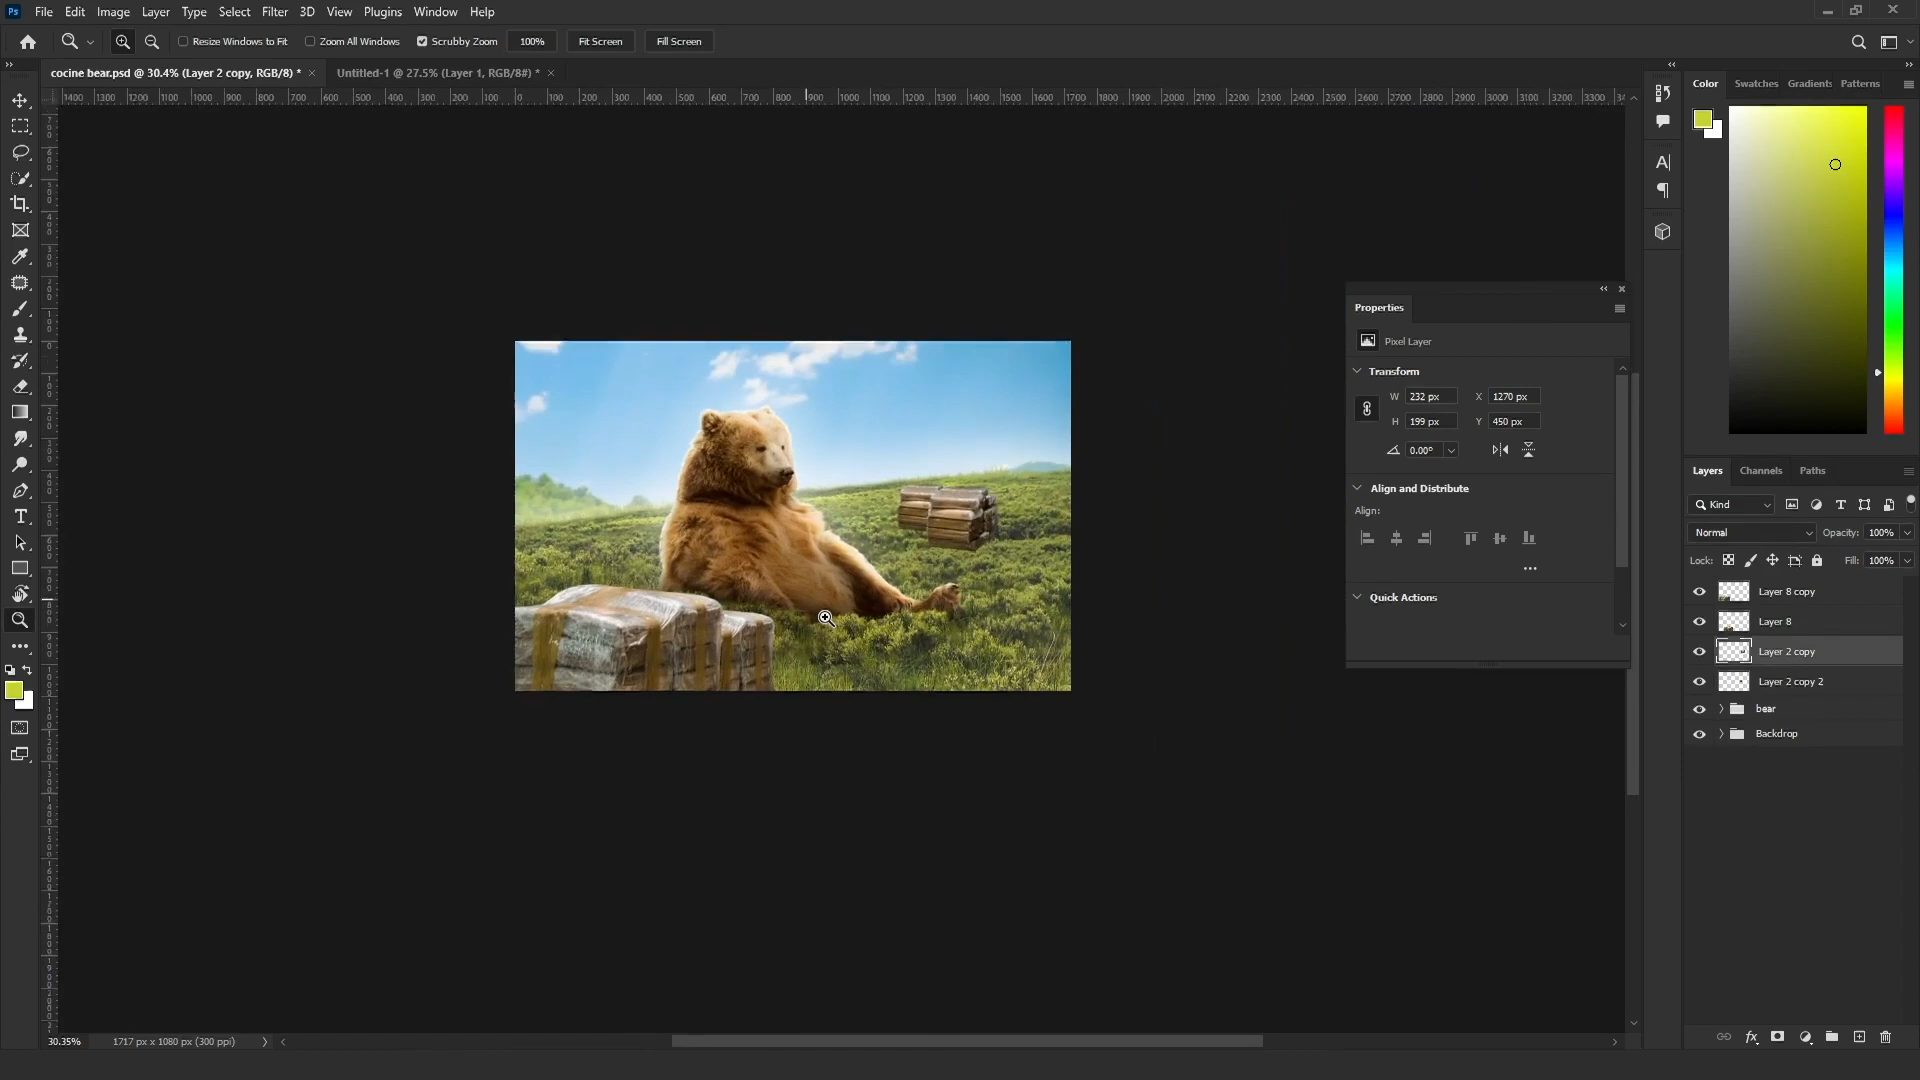 Ps File Edit Image Layer Type Select Filter 3D View Plugins Window Help
Resize Windows to Fit Zoom All Windows Scrubby Zoom 100% Fit Screen Fill Screen
cocine bear.psd @ 30.4% (Layer 2 copy, RGB/8) * × Untitled-1 @ 27.5% (Layer 1, RGB/8#) * ×
1400 1300 1200 1100 1000 900 800 700 600 500 400 300 200 100 0 100 200 300 400 500 600 700 800 900 1000 1100 1200 1300 1400 1500 1600 1700 1800 1900 2000 2100 2200 2300 2400 2500 2600 2700 2800 2900 3000 3100 3200 3300
Color Swatches Gradients Patterns
Properties
Pixel Layer
Transform
W 232 px X 1270 px
H 199 px Y 450 px
0.00°
Align and Distribute
Align:
Quick Actions
Layers Channels Paths
Kind
Normal Opacity: 100%
Lock: Fill: 100%
Layer 8 copy
Layer 8
Layer 2 copy
Layer 2 copy 2
bear
Backdrop
30.35% 1717 px x 1080 px (300 ppi)